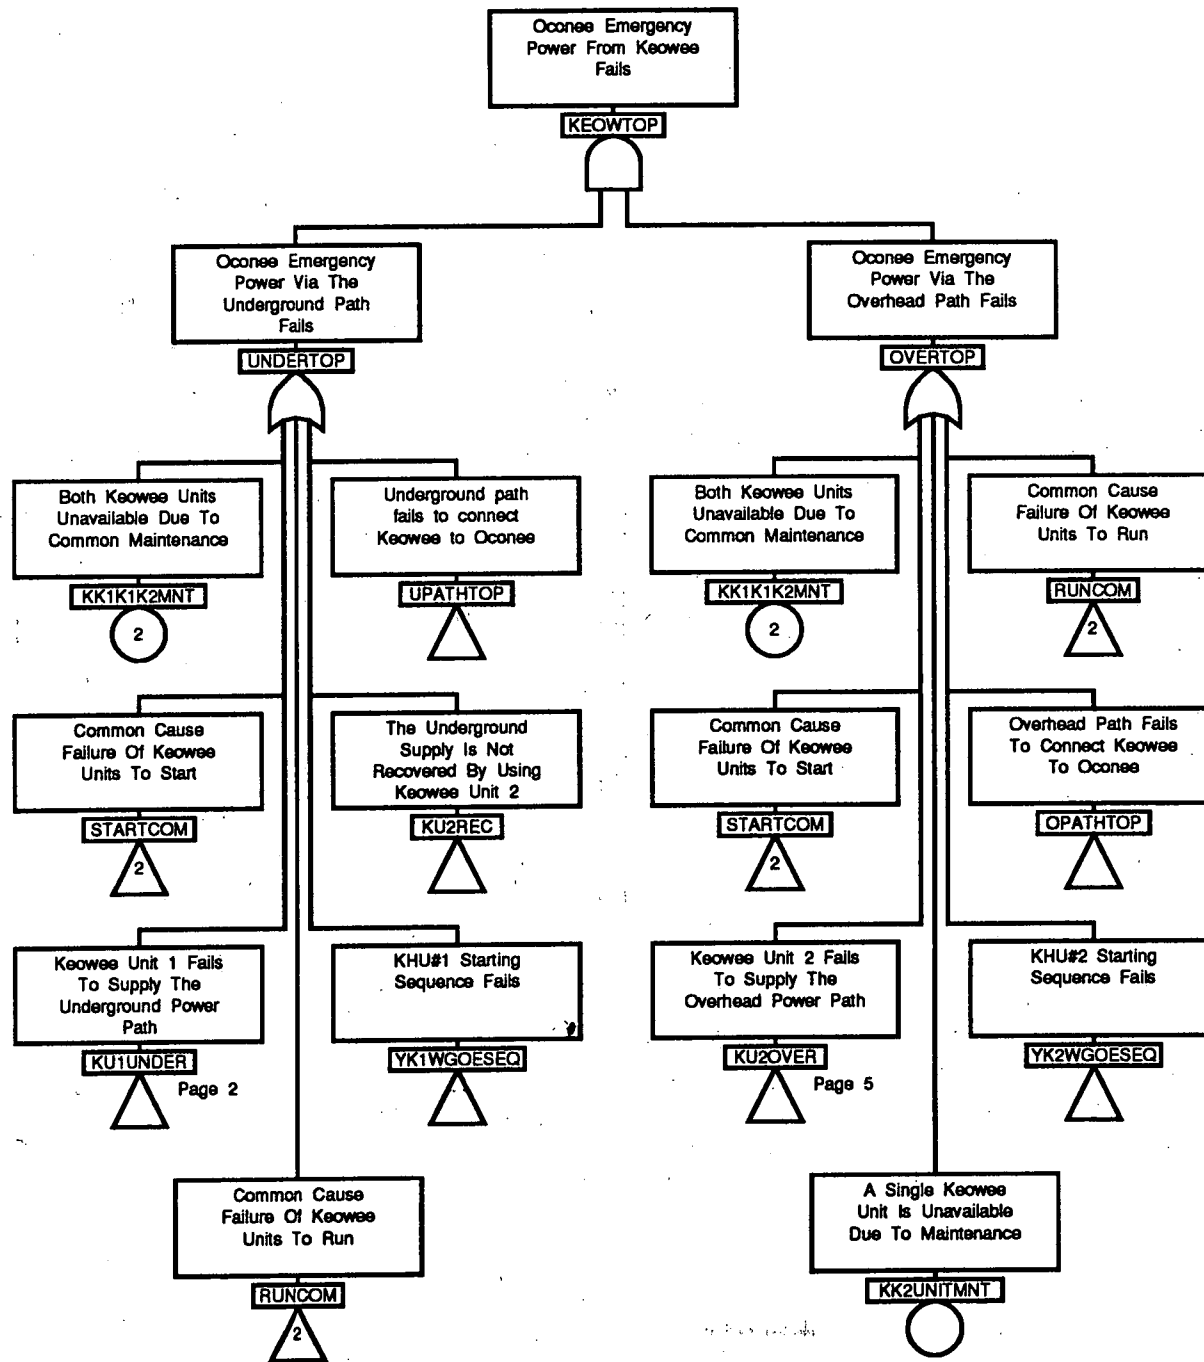 Oconee Emergency
Power From Keowee
Fails
KEOWTOP
Oconee Emergency
Power Via The
Underground Path
Fails
UNDERTOP
Oconee Emergency
Power Via The
Overhead Path Fails
OVERTOP
Both Keowee Units
Unavailable Due To
Common Maintenance
KK1K1K2MNT
2
Underground path
fails to connect
Keowee to Oconee
UPATHTOP
Both Keowee Units
Unavailable Due To
Common Maintenance
KK1K1K2MNT
2
Common Cause
Failure Of Keowee
Units To Run
RUNCOM
2
Common Cause
Failure Of Keowee
Units To Start
STARTCOM
2
The Underground
Supply Is Not
Recovered By Using
Keowee Unit 2
KU2REC
Common Cause
Failure Of Keowee
Units To Start
STARTCOM
2
Overhead Path Fails
To Connect Keowee
To Oconee
OPATHTOP
Keowee Unit 1 Fails
To Supply The
Underground Power
Path
KU1UNDER
Page 2
KHU#1 Starting
Sequence Fails
YK1WGOESEQ
Keowee Unit 2 Fails
To Supply The
Overhead Power Path
KU2OVER
Page 5
KHU#2 Starting
Sequence Fails
YK2WGOESEQ
Common Cause
Failure Of Keowee
Units To Run
RUNCOM
2
A Single Keowee
Unit Is Unavailable
Due To Maintenance
KK2UNITMNT